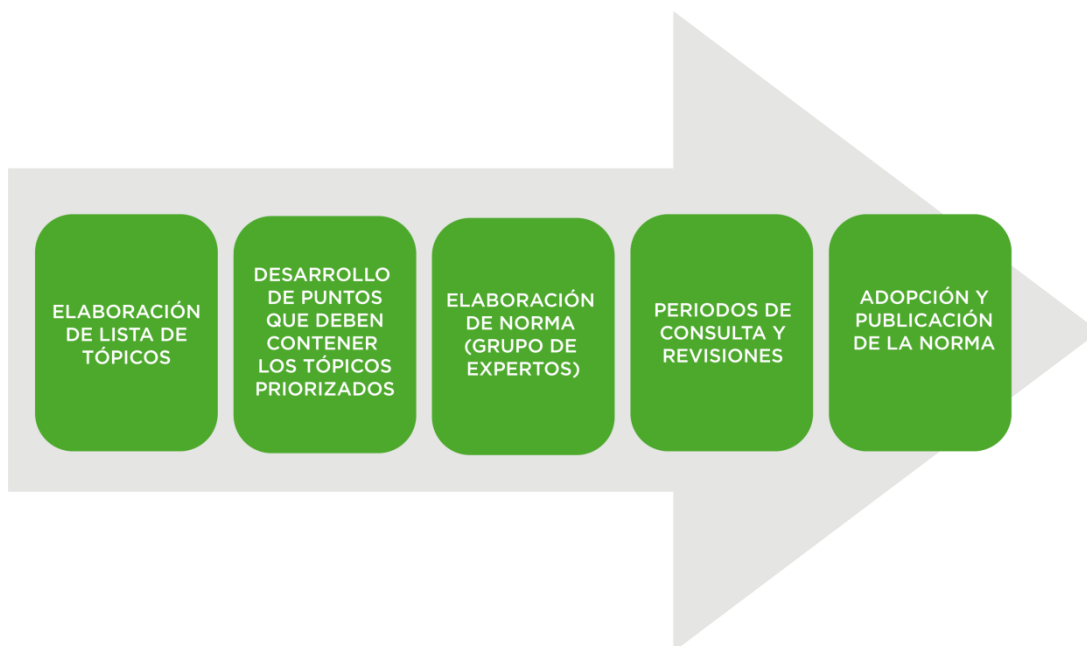 ELABORACIÓN
DE LISTA DE
TÓPICOS
DESARROLLO
DE PUNTOS
QUE DEBEN
CONTENER
LOS TÓPICOS
PRIORIZADOS
ELABORACIÓN
DE NORMA
(GRUPO DE
EXPERTOS)
PERIODOS DE
CONSULTA Y
REVISIONES
ADOPCIÓN Y
PUBLICACIÓN
DE LA NORMA